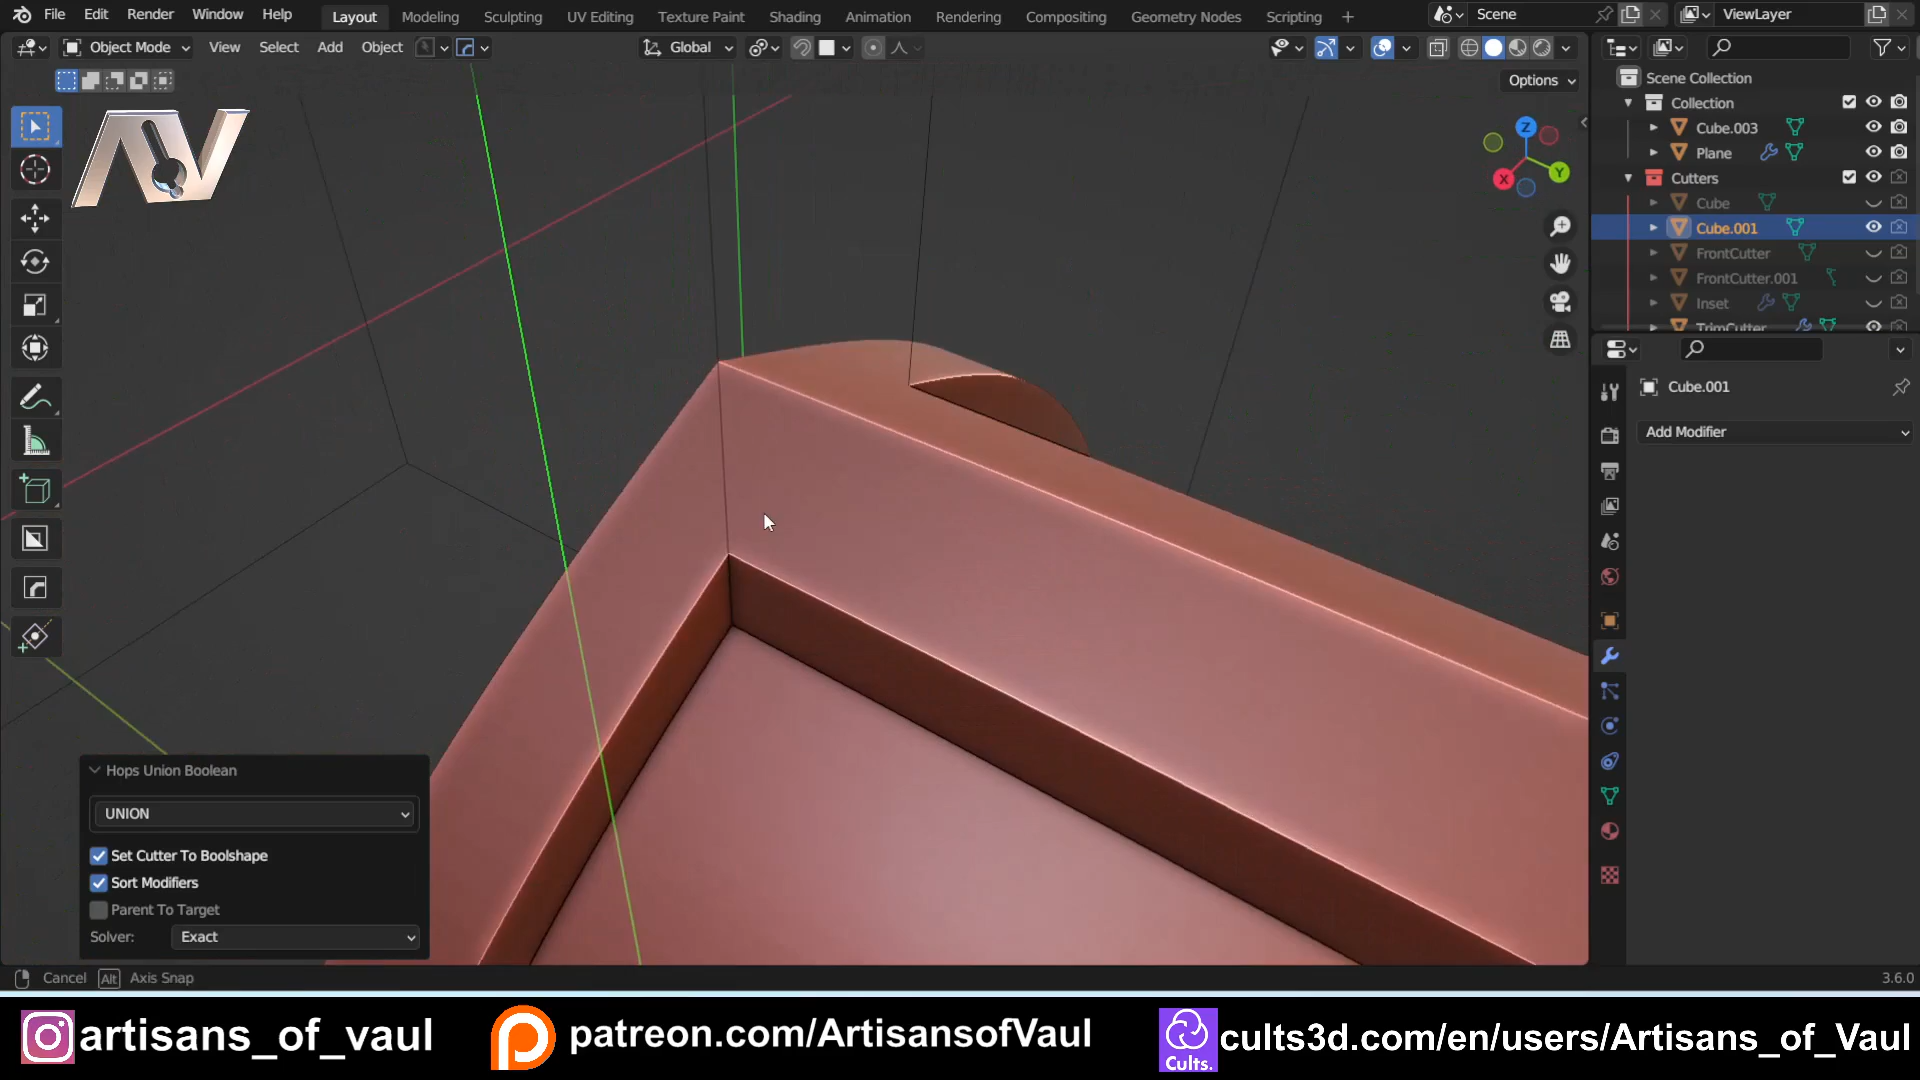 File Edit Render Window Help Layout Modeling Sculpting UV Editing Texture Paint Shading Animation Rendering Compositing Geometry Nodes Scripting Scene ViewLayer
Object Mode View Select Add Object Global
Options
Scene Collection
Collection
Cube.003
Plane
Cutters
Cube
Cube.001
FrontCutter
FrontCutter.001
Inset
TrimCutter
Cube.001
Add Modifier
AV
X Y Z
Hops Union Boolean
UNION
Set Cutter To Boolshape
Sort Modifiers
Parent To Target
Solver: Exact
Cancel Alt Axis Snap 3.6.0
artisans_of_vaul patreon.com/ArtisansofVaul Cults. cults3d.com/en/users/Artisans_of_Vaul